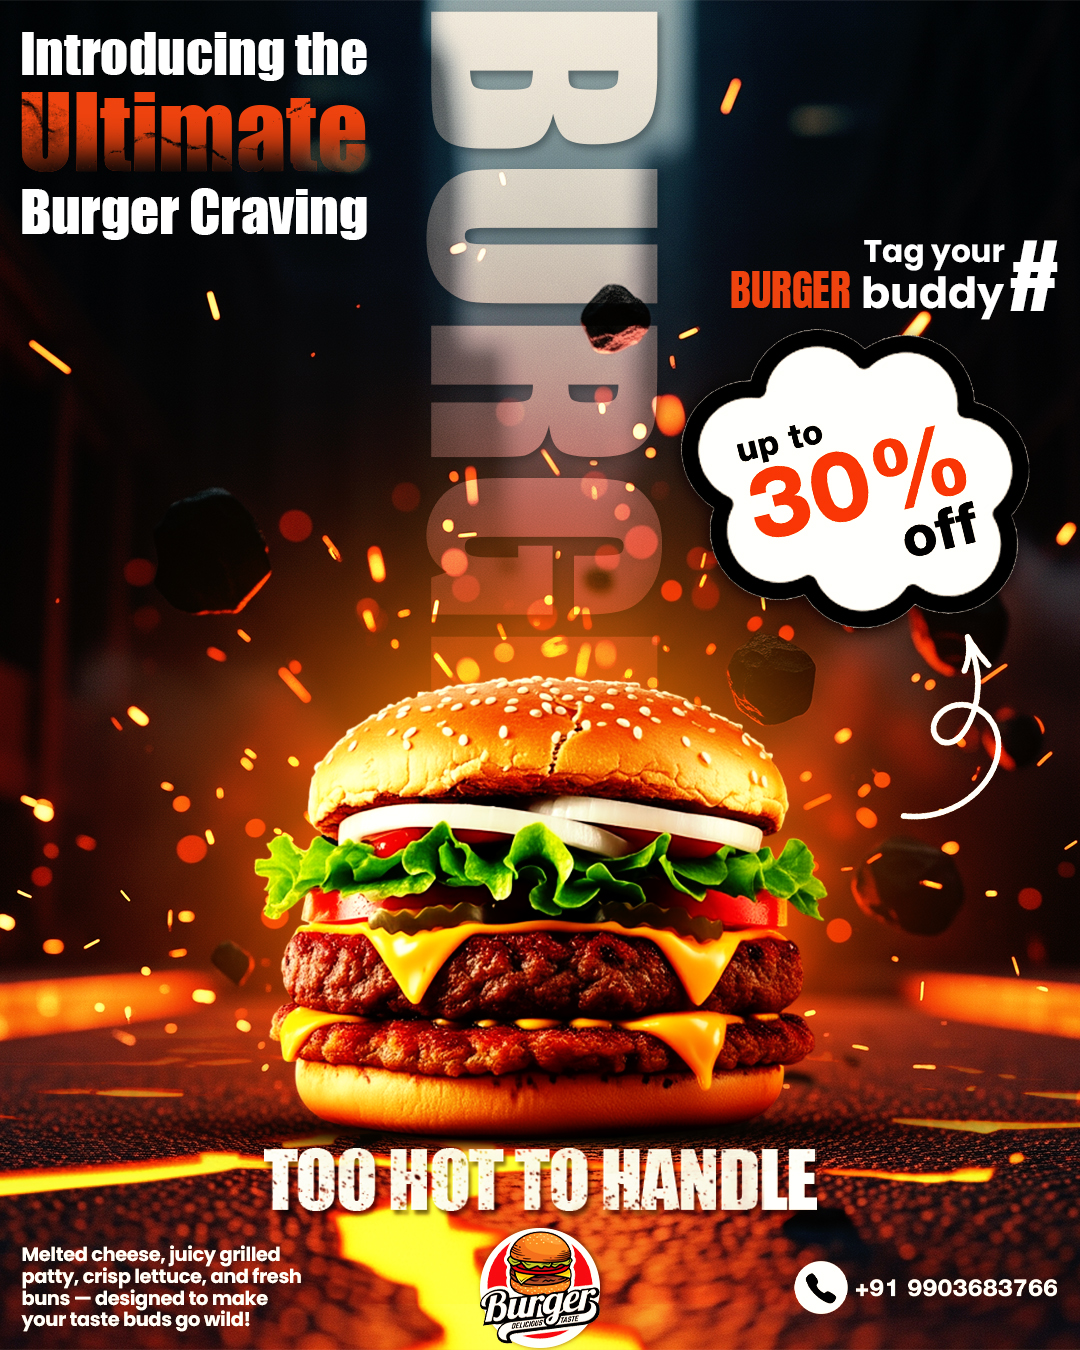 Introducing the
Ultimate
Burger Craving
BURGE
Tag your
BURGER buddy #
up to
30%
off
TOO HOT TO HANDLE
Melted cheese, juicy grilled
patty, crisp lettuce, and fresh
buns — designed to make
your taste buds go wild!
Burger
DELICIOUS TASTE
+91 9903683766